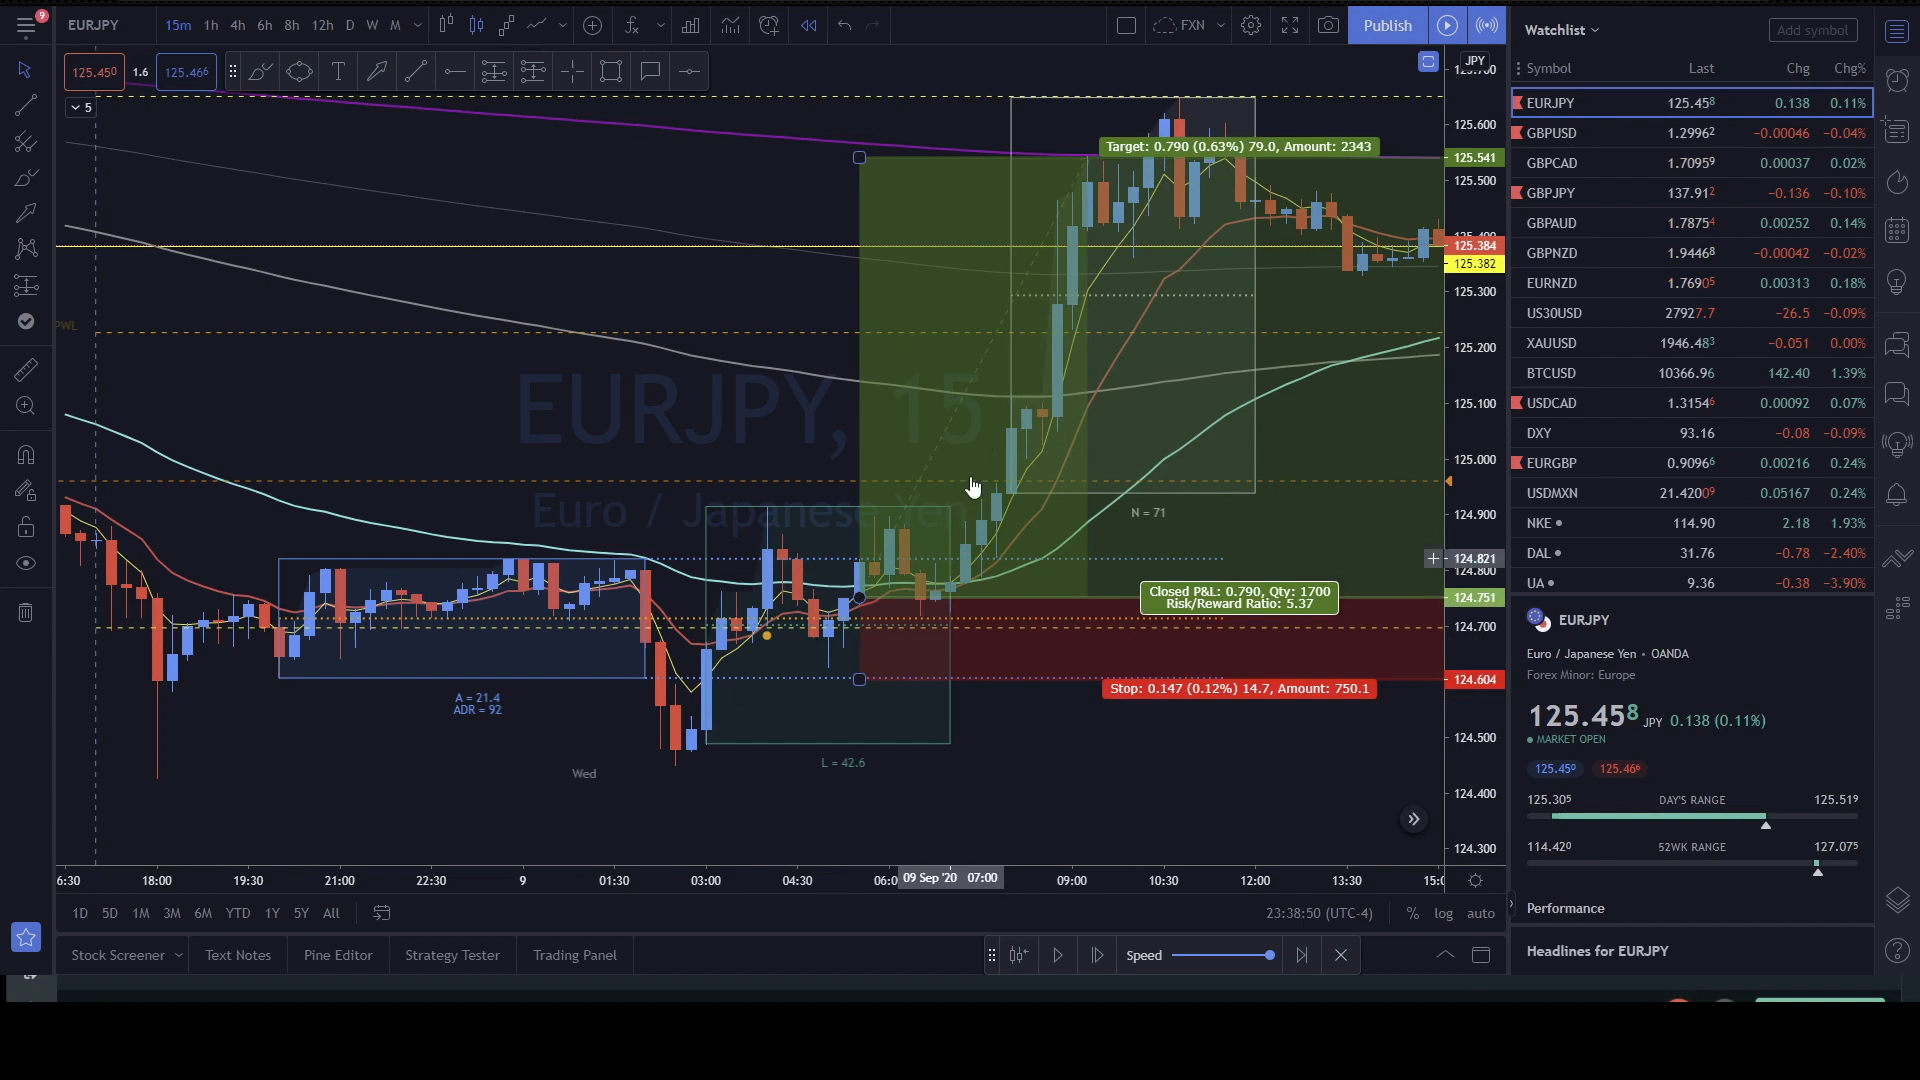 9
EURJPY
15m 1h 4h 6h 8h 12h D W M
FXN
Publish
Watchlist
Add symbol
125.450 1.6 125.466
5
JPY
Symbol Last Chg Chg%
EURJPY 125.458 0.138 0.11%
GBPUSD 1.29962 −0.00046 −0.04%
GBPCAD 1.70959 0.00037 0.02%
GBPJPY 137.912 −0.136 −0.10%
GBPAUD 1.78754 0.00252 0.14%
GBPNZD 1.94468 −0.00042 −0.02%
EURNZD 1.76905 0.00313 0.18%
US30USD 27927.7 −26.5 −0.09%
XAUUSD 1946.483 −0.051 0.00%
BTCUSD 10366.96 142.40 1.39%
USDCAD 1.31546 0.00092 0.07%
DXY 93.16 −0.08 −0.09%
EURGBP 0.90966 0.00216 0.24%
USDMXN 21.42009 0.05167 0.24%
NKE 114.90 2.18 1.93%
DAL 31.76 −0.78 −2.40%
UA 9.36 −0.38 −3.90%
125.600
Target: 0.790 (0.63%) 79.0, Amount: 2343
125.541
125.500
125.384
125.382
125.300
PWL
125.200
EURJPY, 15
125.100
125.000
Euro / Japanese Yen
N = 71
124.900
124.821
124.800
Closed P&L: 0.790, Qty: 1700
Risk/Reward Ratio: 5.37
124.751
124.700
124.604
Stop: 0.147 (0.12%) 14.7, Amount: 750.1
A = 21.4
ADR = 92
124.500
L = 42.6
Wed
124.400
124.300
6:30 18:00 19:30 21:00 22:30 9 01:30 03:00 04:30 06:0 09 Sep '20 07:00 09:00 10:30 12:00 13:30 15:0
1D 5D 1M 3M 6M YTD 1Y 5Y All
23:38:50 (UTC-4) % log auto
Stock Screener Text Notes Pine Editor Strategy Tester Trading Panel
Speed
EURJPY
Euro / Japanese Yen • OANDA
Forex Minor: Europe
125.458 JPY 0.138 (0.11%)
MARKET OPEN
125.450 125.466
125.305 DAY'S RANGE 125.519
114.420 52WK RANGE 127.075
Performance
Headlines for EURJPY